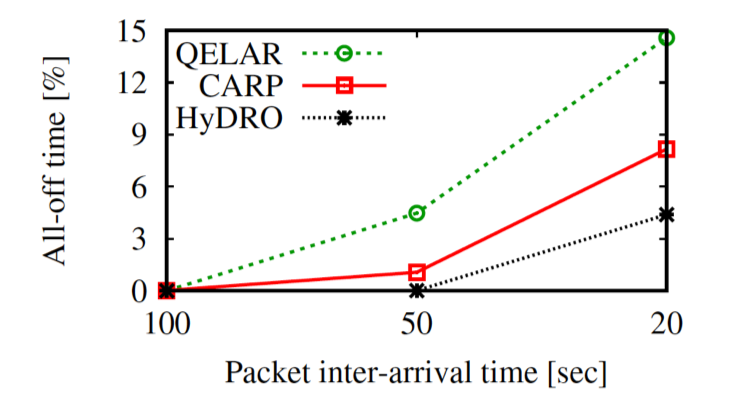 15
12
9
6
3
0
All-off time [%]
QELAR
CARP
HyDRO
100 50 20
Packet inter-arrival time [sec]